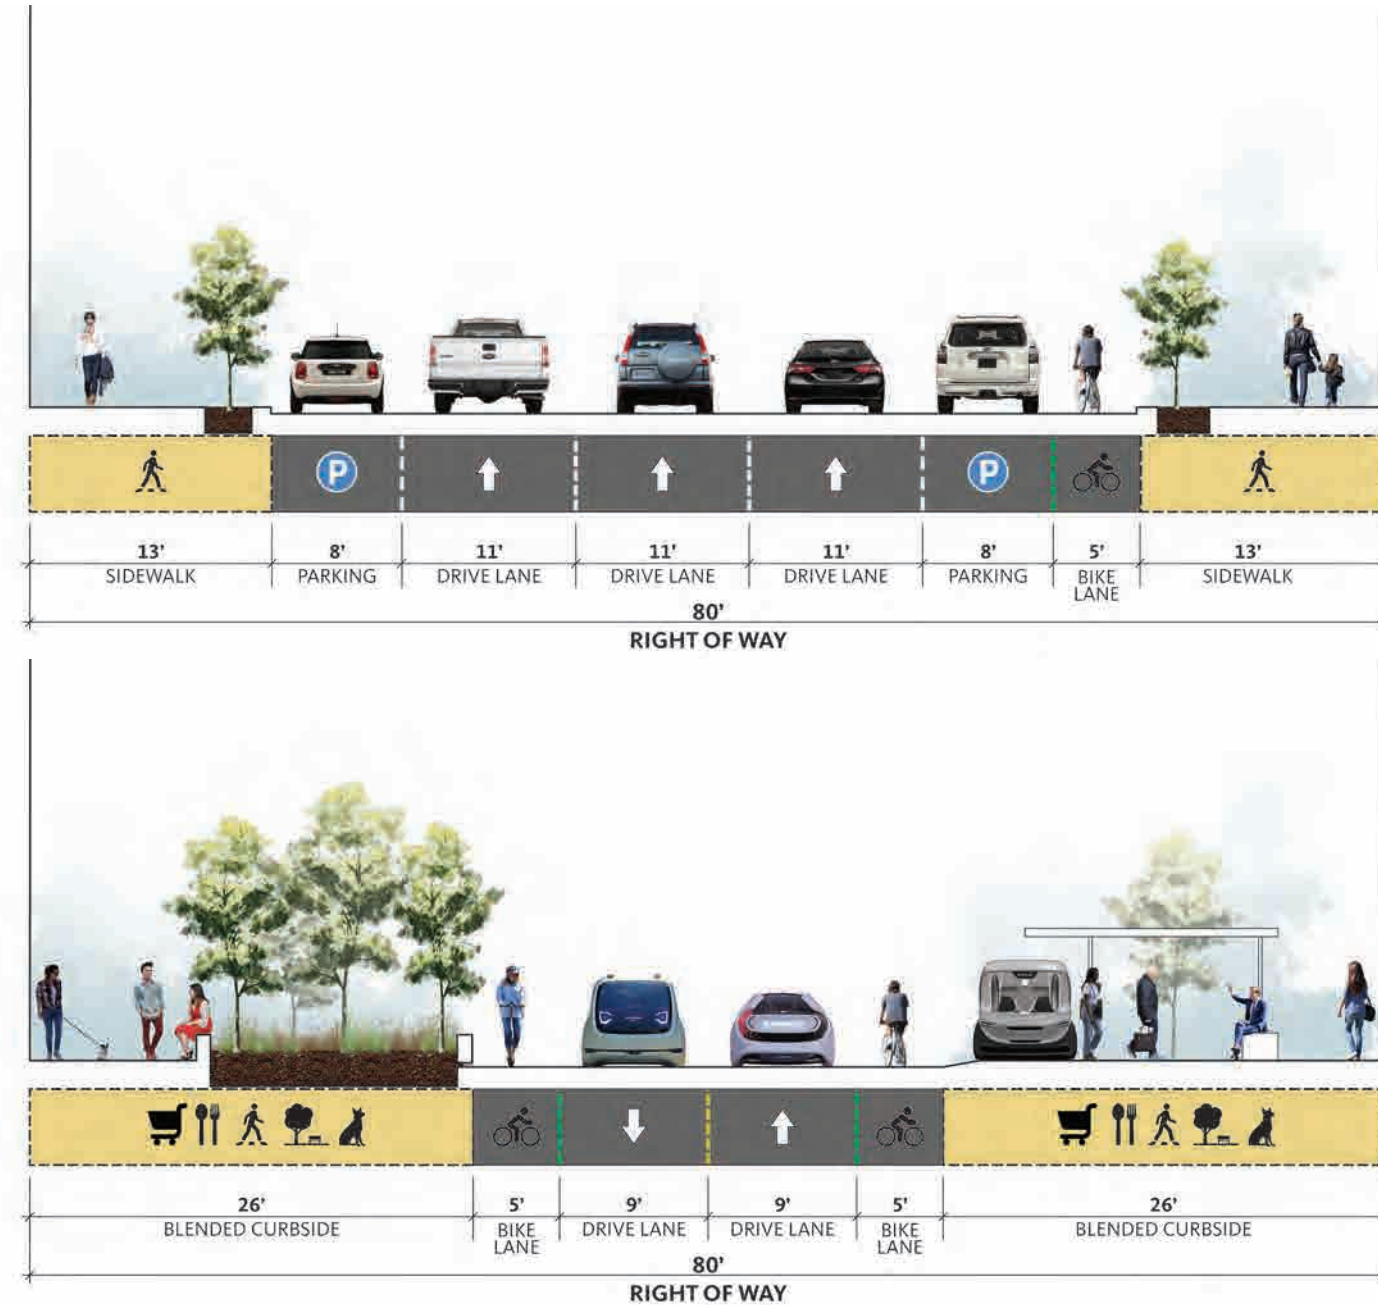 P
P
13' 8' 11' 11' 11' 8' 5' 13'
SIDEWALK PARKING DRIVE LANE DRIVE LANE DRIVE LANE PARKING BIKE LANE SIDEWALK
80'
RIGHT OF WAY
26' 5' 9' 9' 5' 26'
BLENDED CURBSIDE BIKE LANE DRIVE LANE DRIVE LANE BIKE LANE BLENDED CURBSIDE
80'
RIGHT OF WAY